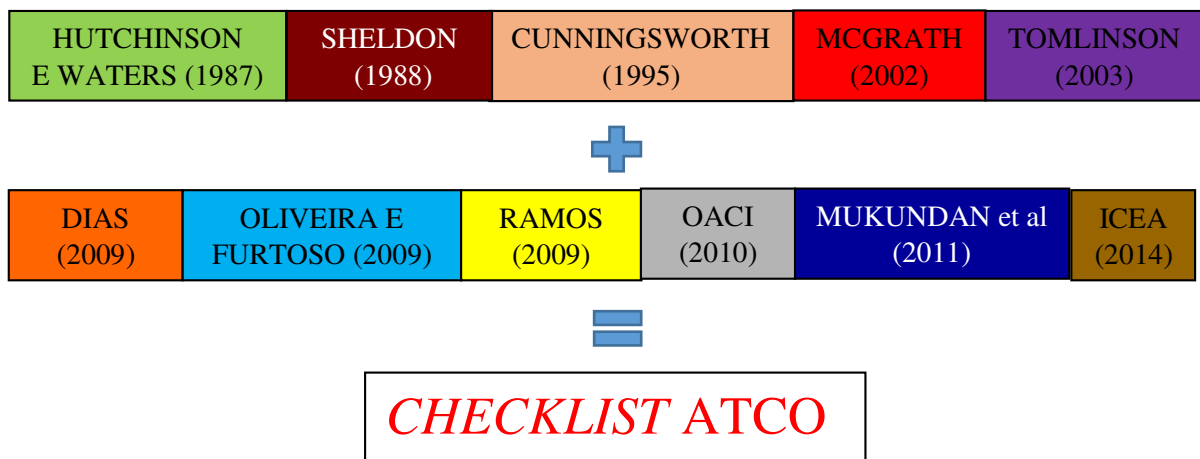 HUTCHINSON
E WATERS (1987)
SHELDON
(1988)
CUNNINGSWORTH
(1995)
MCGRATH
(2002)
TOMLINSON
(2003)
DIAS
(2009)
OLIVEIRA E
FURTOSO (2009)
RAMOS
(2009)
OACI
(2010)
MUKUNDAN et al
(2011)
ICEA
(2014)
CHECKLIST ATCO